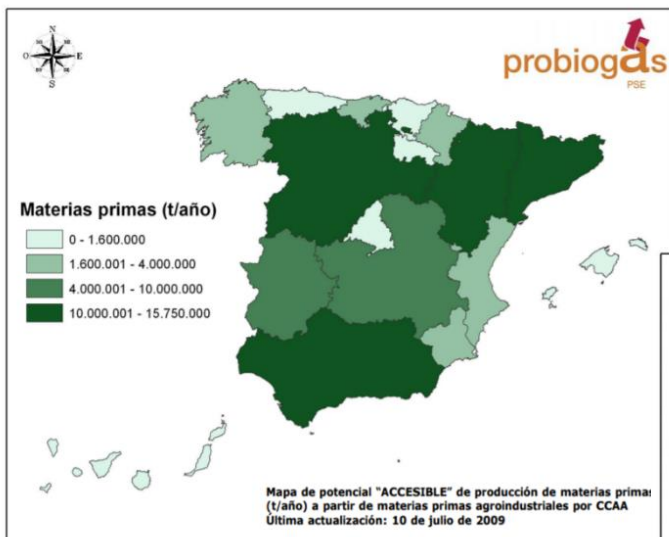 N
O
E
S
probiogas
PSE
Materias primas (t/año)
0 - 1.600.000
1.600.001 - 4.000.000
4.000.001 - 10.000.000
10.000.001 - 15.750.000
Mapa de potencial "ACCESIBLE" de producción de materias primas
(t/año) a partir de materias primas agroindustriales por CCAA
Última actualización: 10 de julio de 2009